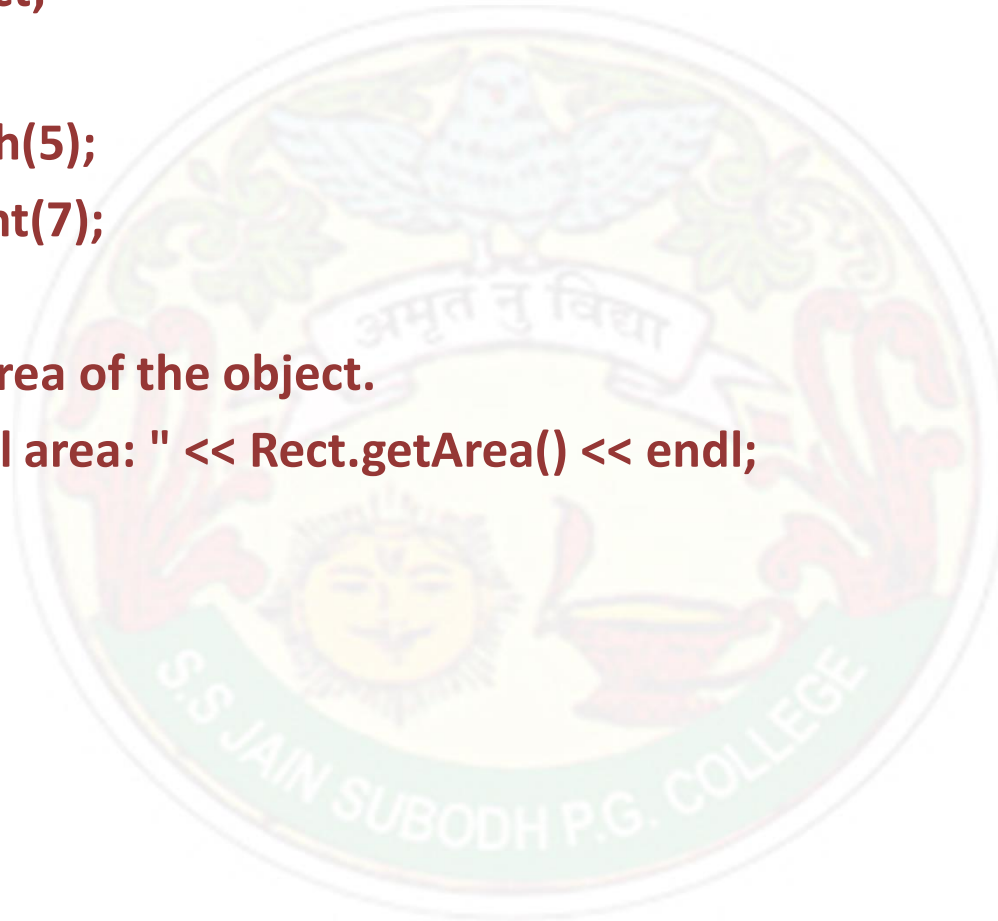 h(5);
nt(7);
rea of the object.
l area: " << Rect.getArea() << endl;
अमृत नु विद्या
S.S JAIN SUBODH P.G. COLLEGE